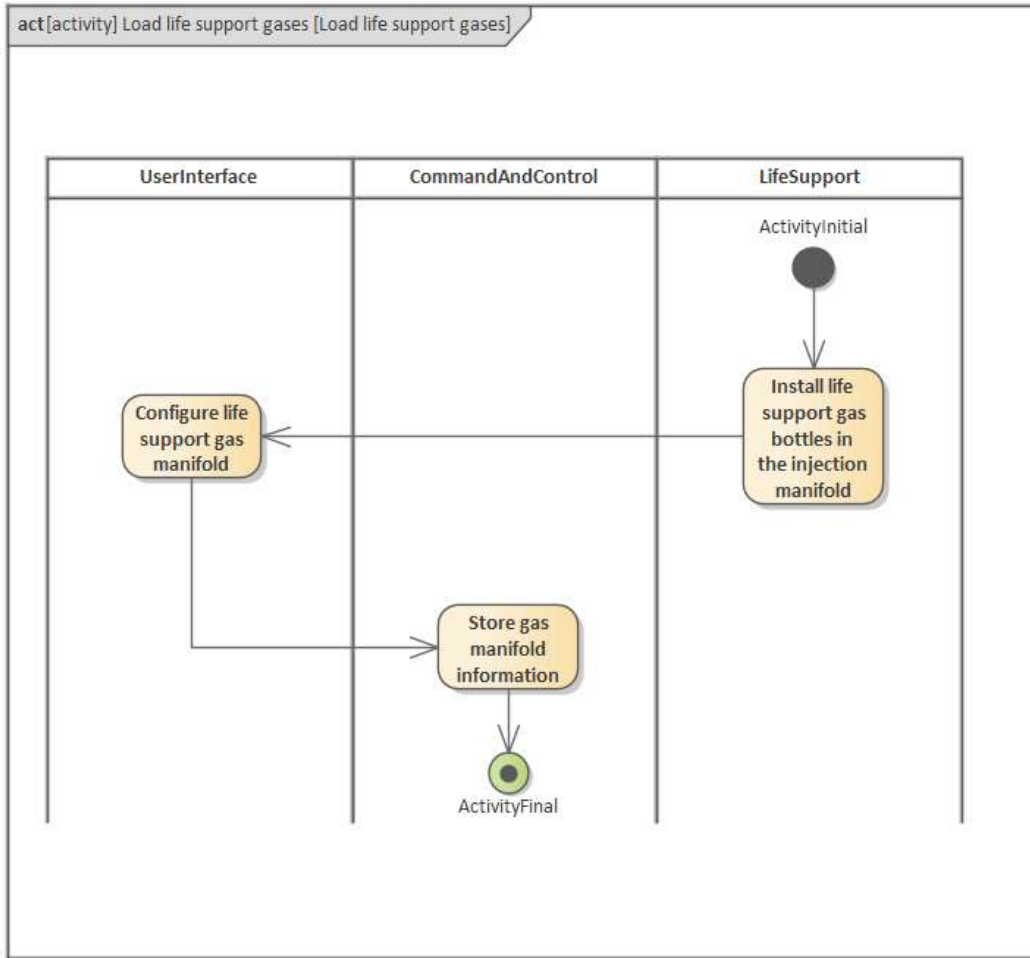 act [activity] Load life support gases [Load life support gases]
UserInterface
CommandAndControl
LifeSupport
ActivityInitial
Install life
support gas
bottles in
the injection
manifold
Configure life
support gas
manifold
Store gas
manifold
information
ActivityFinal